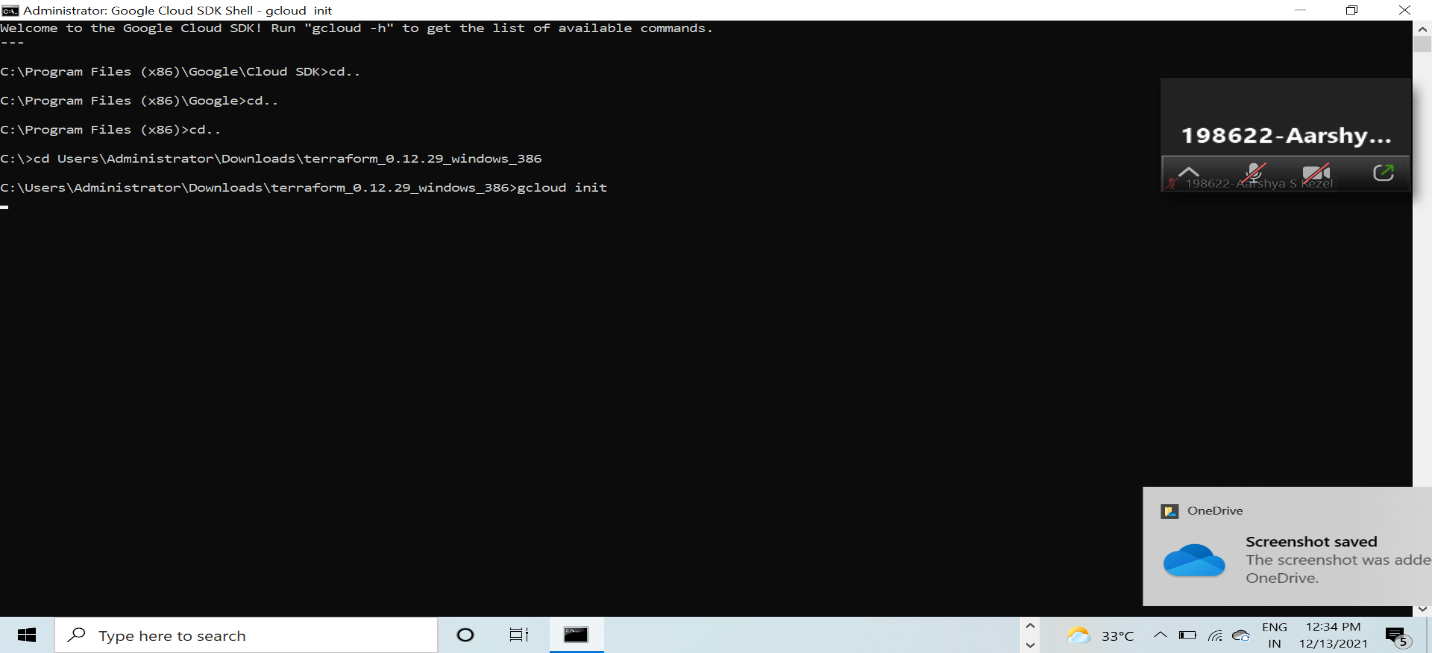 Administrator: Google Cloud SDK Shell - gcloud init
Welcome to the Google Cloud SDK! Run "gcloud -h" to get the list of available commands.
---
C:\Program Files (x86)\Google\Cloud SDK>cd..
C:\Program Files (x86)\Google>cd..
C:\Program Files (x86)>cd..
C:\>cd Users\Administrator\Downloads\terraform_0.12.29_windows_386
C:\Users\Administrator\Downloads\terraform_0.12.29_windows_386>gcloud init
198622-Aarshy...
198622-Aarshya S Kezel
OneDrive
Screenshot saved
The screenshot was adde
OneDrive.
Type here to search
33°C
ENG
IN
12:34 PM
12/13/2021
5